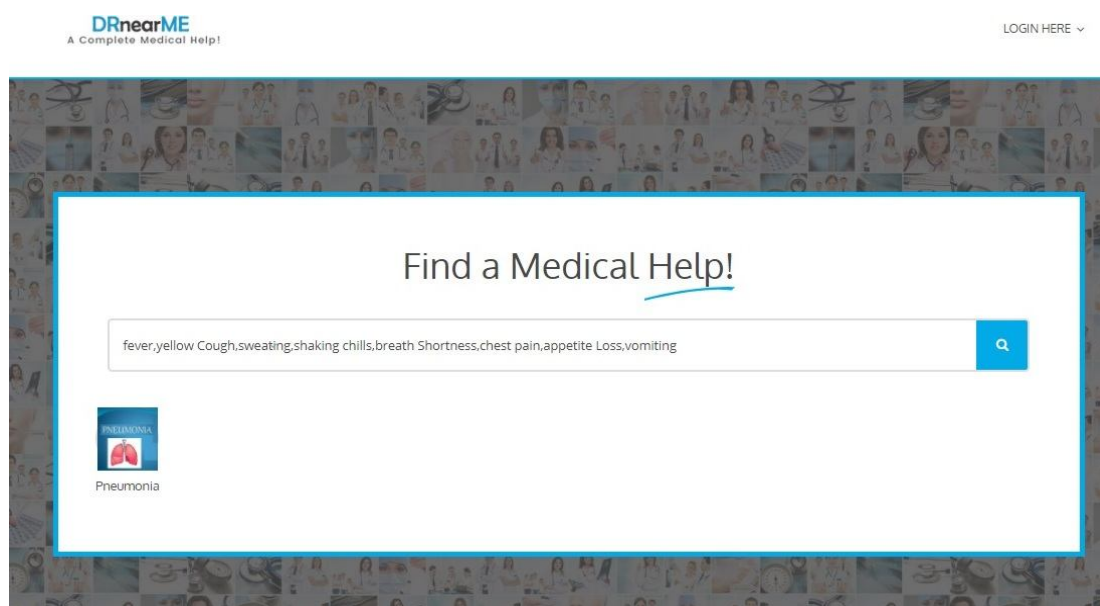 DRnearME
A Complete Medical Help!
LOGIN HERE
Find a Medical Help!
fever,yellow Cough,sweating,shaking chills,breath Shortness,chest pain,appetite Loss,vomiting
PNEUMONIA
Pneumonia